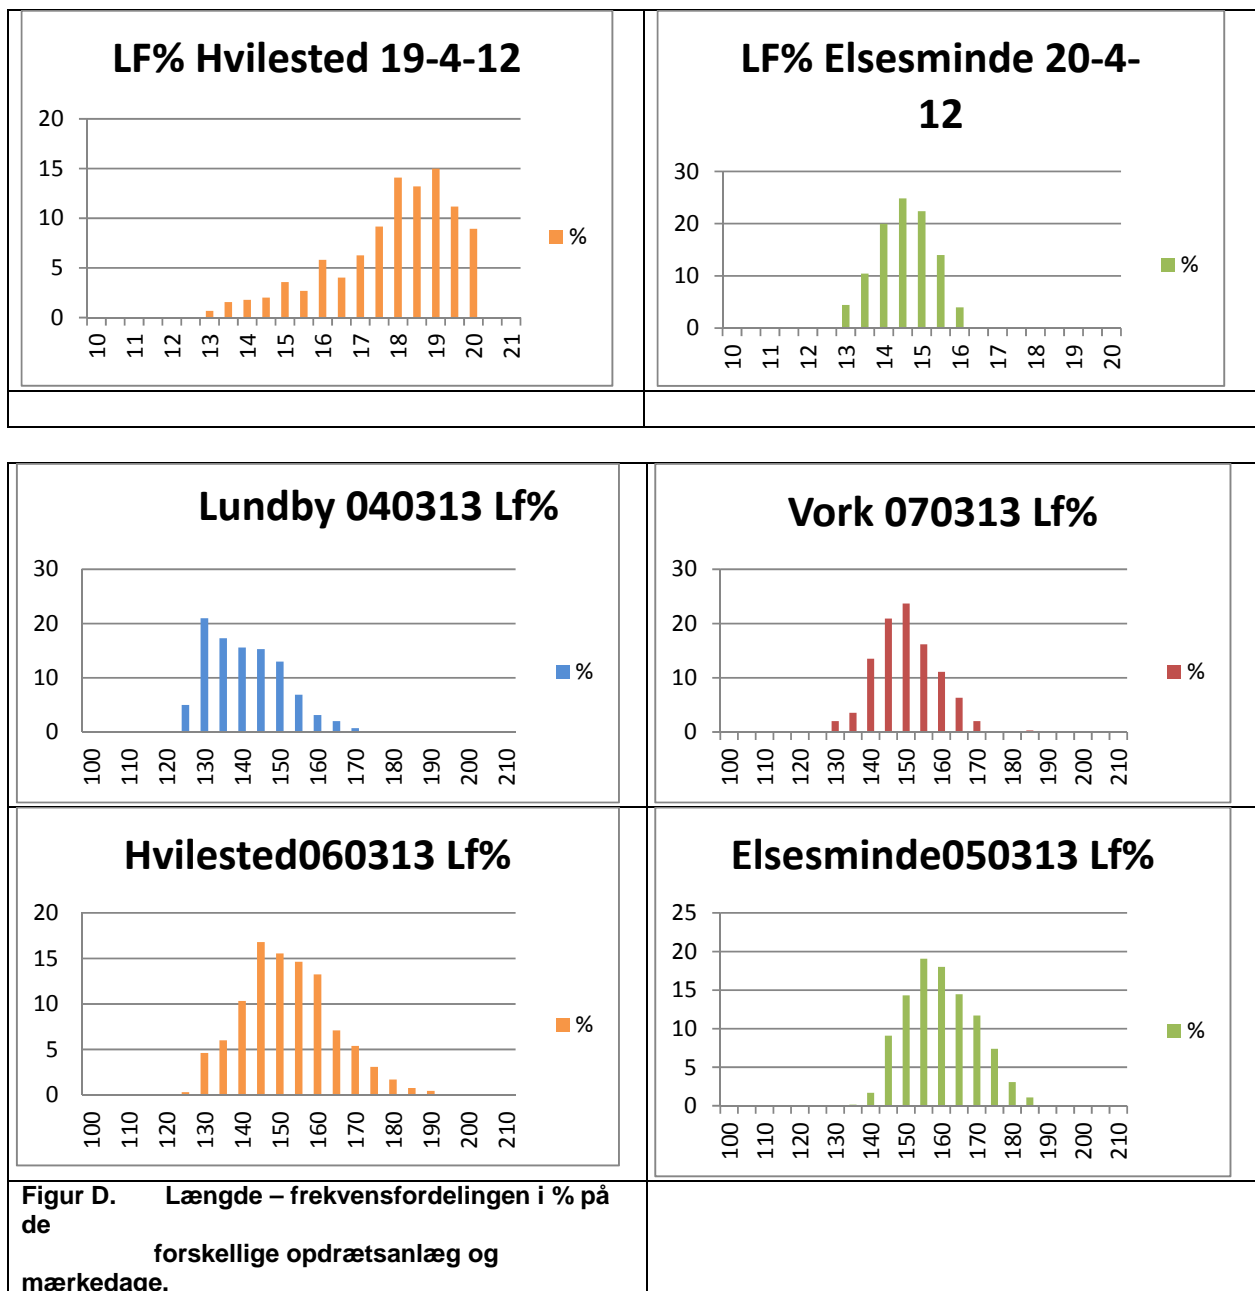 LF% Hvilested 19-4-12
20
15
10
5
0
10 11 12 13 14 15 16 17 18 19 20 21
%
LF% Elsesminde 20-4-
12
30
20
10
0
10 11 12 13 14 15 16 17 18 19 20
%
Lundby 040313 Lf%
30
20
10
0
100 110 120 130 140 150 160 170 180 190 200 210
%
Vork 070313 Lf%
30
20
10
0
100 110 120 130 140 150 160 170 180 190 200 210
%
Hvilested060313 Lf%
20
15
10
5
0
100 110 120 130 140 150 160 170 180 190 200 210
%
Elsesminde050313 Lf%
25
20
15
10
5
0
100 110 120 130 140 150 160 170 180 190 200 210
%
Figur D. Længde – frekvensfordelingen i % på
de
forskellige opdrætsanlæg og
mærkedage.